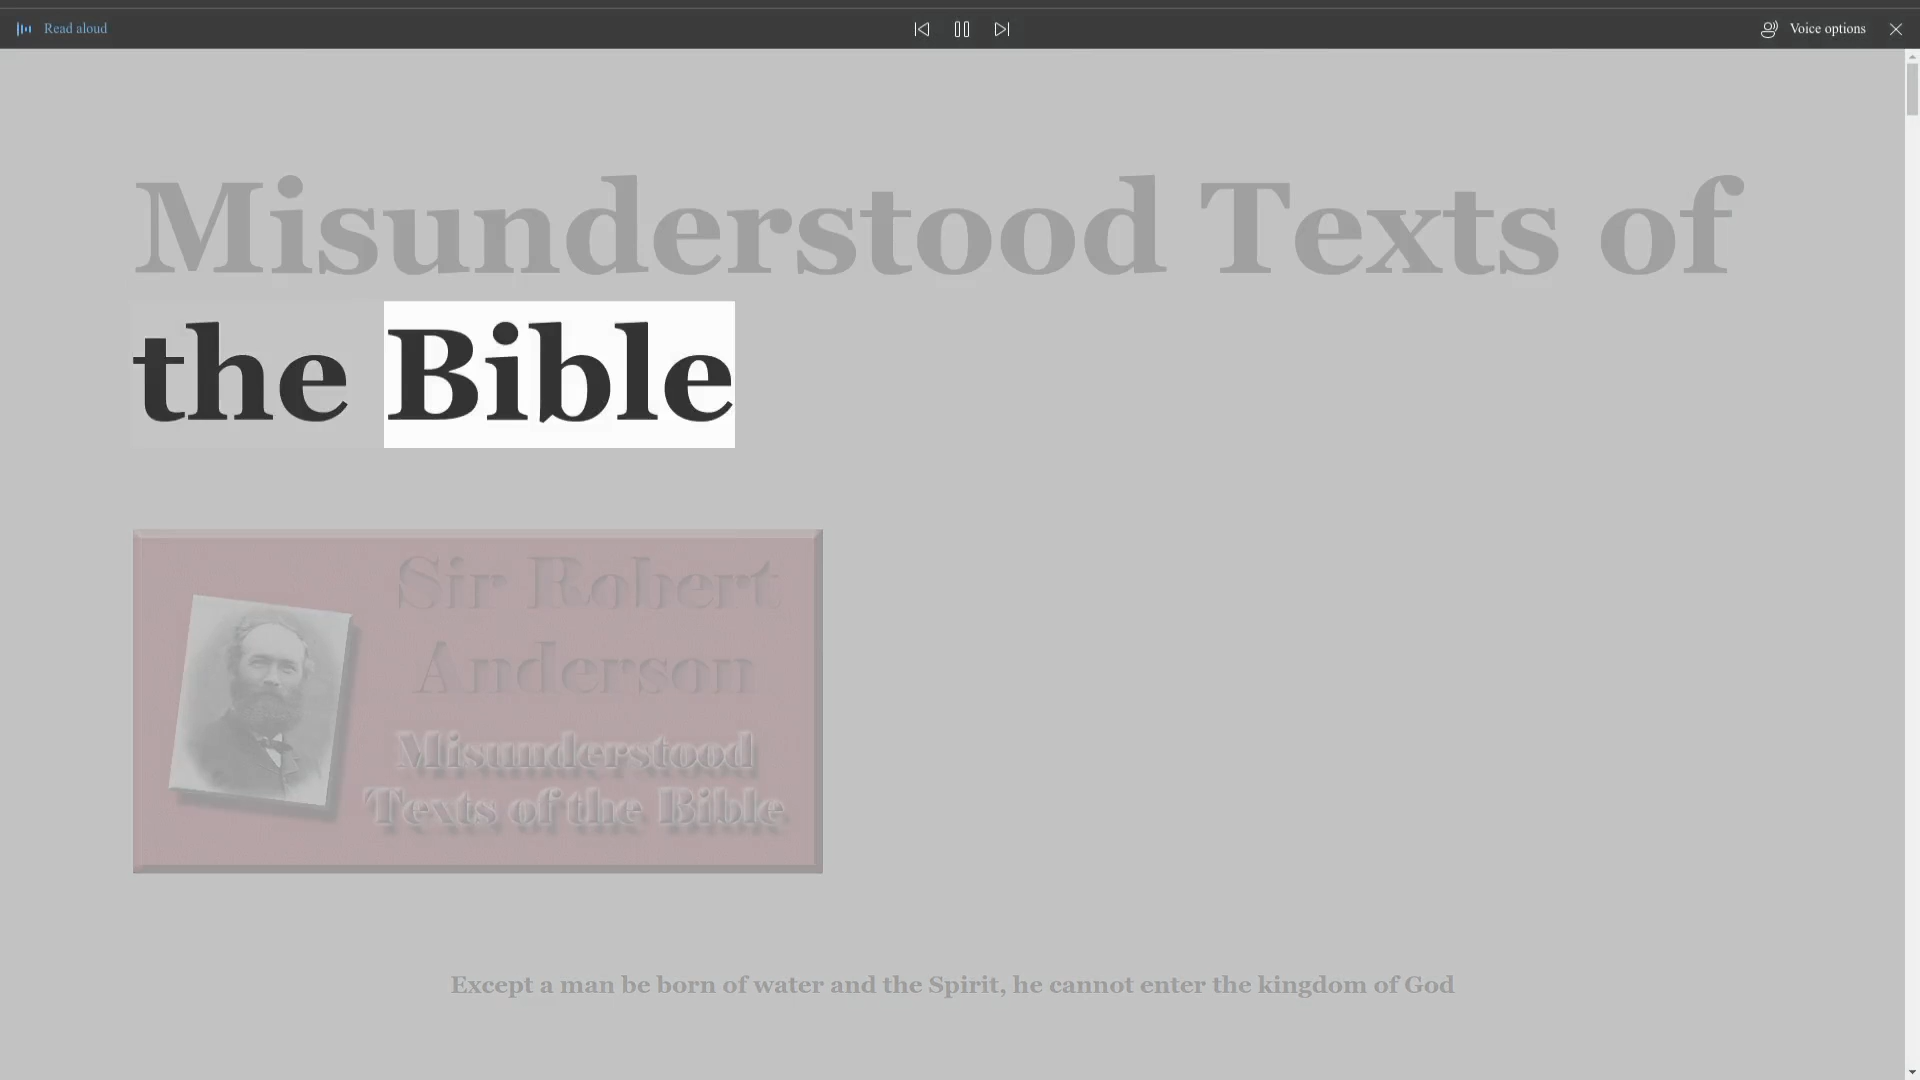 Read aloud
Voice options
Misunderstood Texts of
the Bible
Sir Robert
Anderson
Misunderstood
Texts of the Bible
Except a man be born of water and the Spirit, he cannot enter the kingdom of God